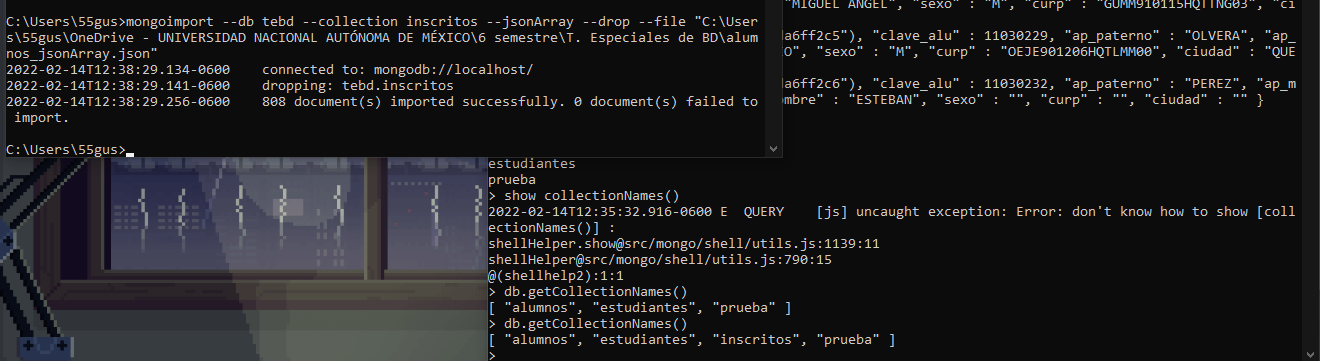 C:\Users\55gus>mongoimport --db tebd --collection inscritos --jsonArray --drop --file "C:\User
s\55gus\OneDrive - UNIVERSIDAD NACIONAL AUTÓNOMA DE MÉXICO\6 semestre\T. Especiales de BD\alum
nos_jsonArray.json"
2022-02-14T12:38:29.134-0600    connected to: mongodb://localhost/
2022-02-14T12:38:29.141-0600    dropping: tebd.inscritos
2022-02-14T12:38:29.256-0600    808 document(s) imported successfully. 0 document(s) failed to
 import.
C:\Users\55gus>
"MIGUEL ANGEL", "sexo" : "M", "curp" : "GUMM910115HQTTNG03", "ci
da6ff2c5"), "clave_alu" : 11030229, "ap_paterno" : "OLVERA", "ap_
O", "sexo" : "M", "curp" : "OEJE901206HQTLMM00", "ciudad" : "QUE
da6ff2c6"), "clave_alu" : 11030232, "ap_paterno" : "PEREZ", "ap_m
ombre" : "ESTEBAN", "sexo" : "", "curp" : "", "ciudad" : "" }
estudiantes
prueba
> show collectionNames()
2022-02-14T12:35:32.916-0600 E  QUERY    [js] uncaught exception: Error: don't know how to show [coll
ectionNames()] :
shellHelper.show@src/mongo/shell/utils.js:1139:11
shellHelper@src/mongo/shell/utils.js:790:15
@(shellhelp2):1:1
> db.getCollectionNames()
[ "alumnos", "estudiantes", "prueba" ]
> db.getCollectionNames()
[ "alumnos", "estudiantes", "inscritos", "prueba" ]
>